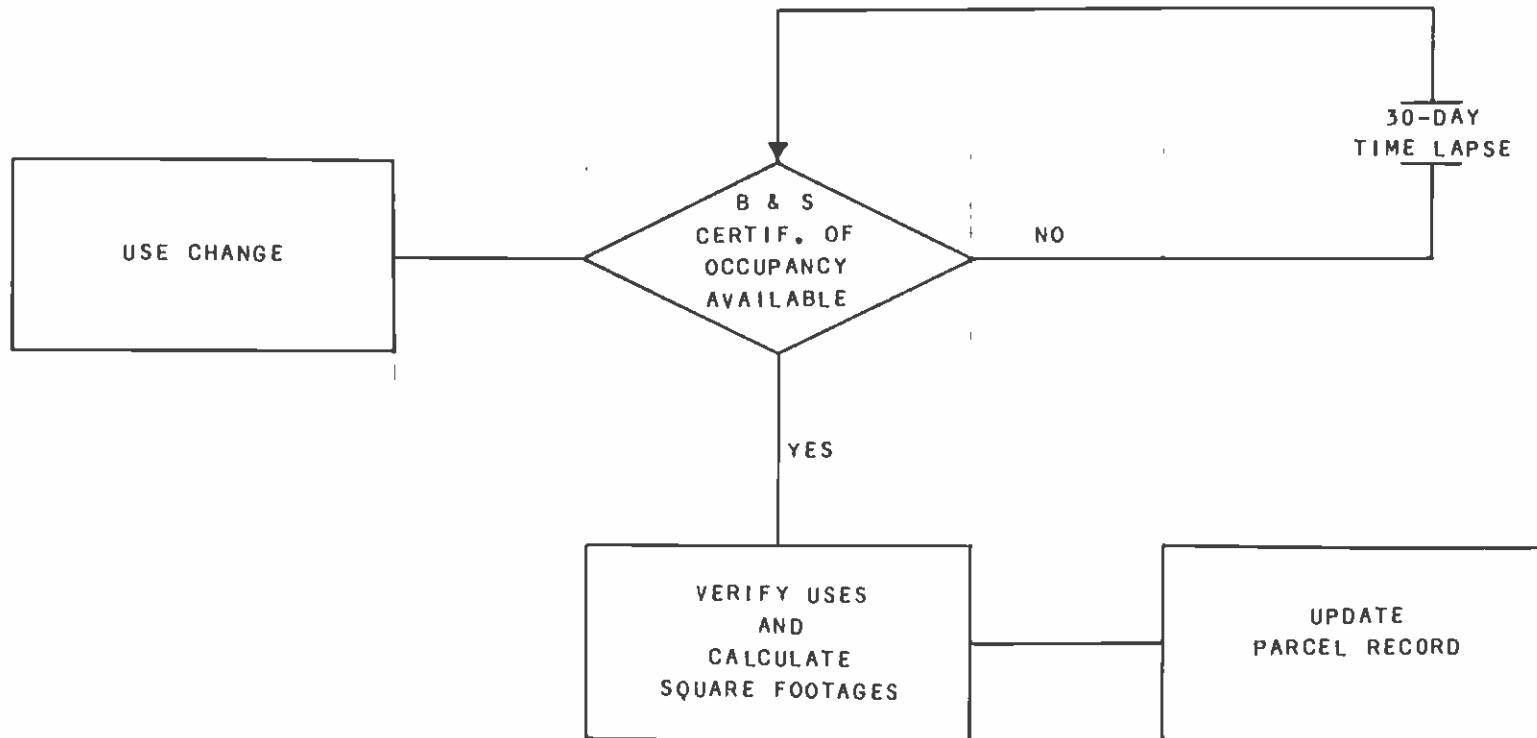 30-DAY
TIME LAPSE
USE CHANGE
B & S
CERTIF. OF
OCCUPANCY
AVAILABLE
NO
YES
VERIFY USES
AND
CALCULATE
SQUARE FOOTAGES
UPDATE
PARCEL RECORD